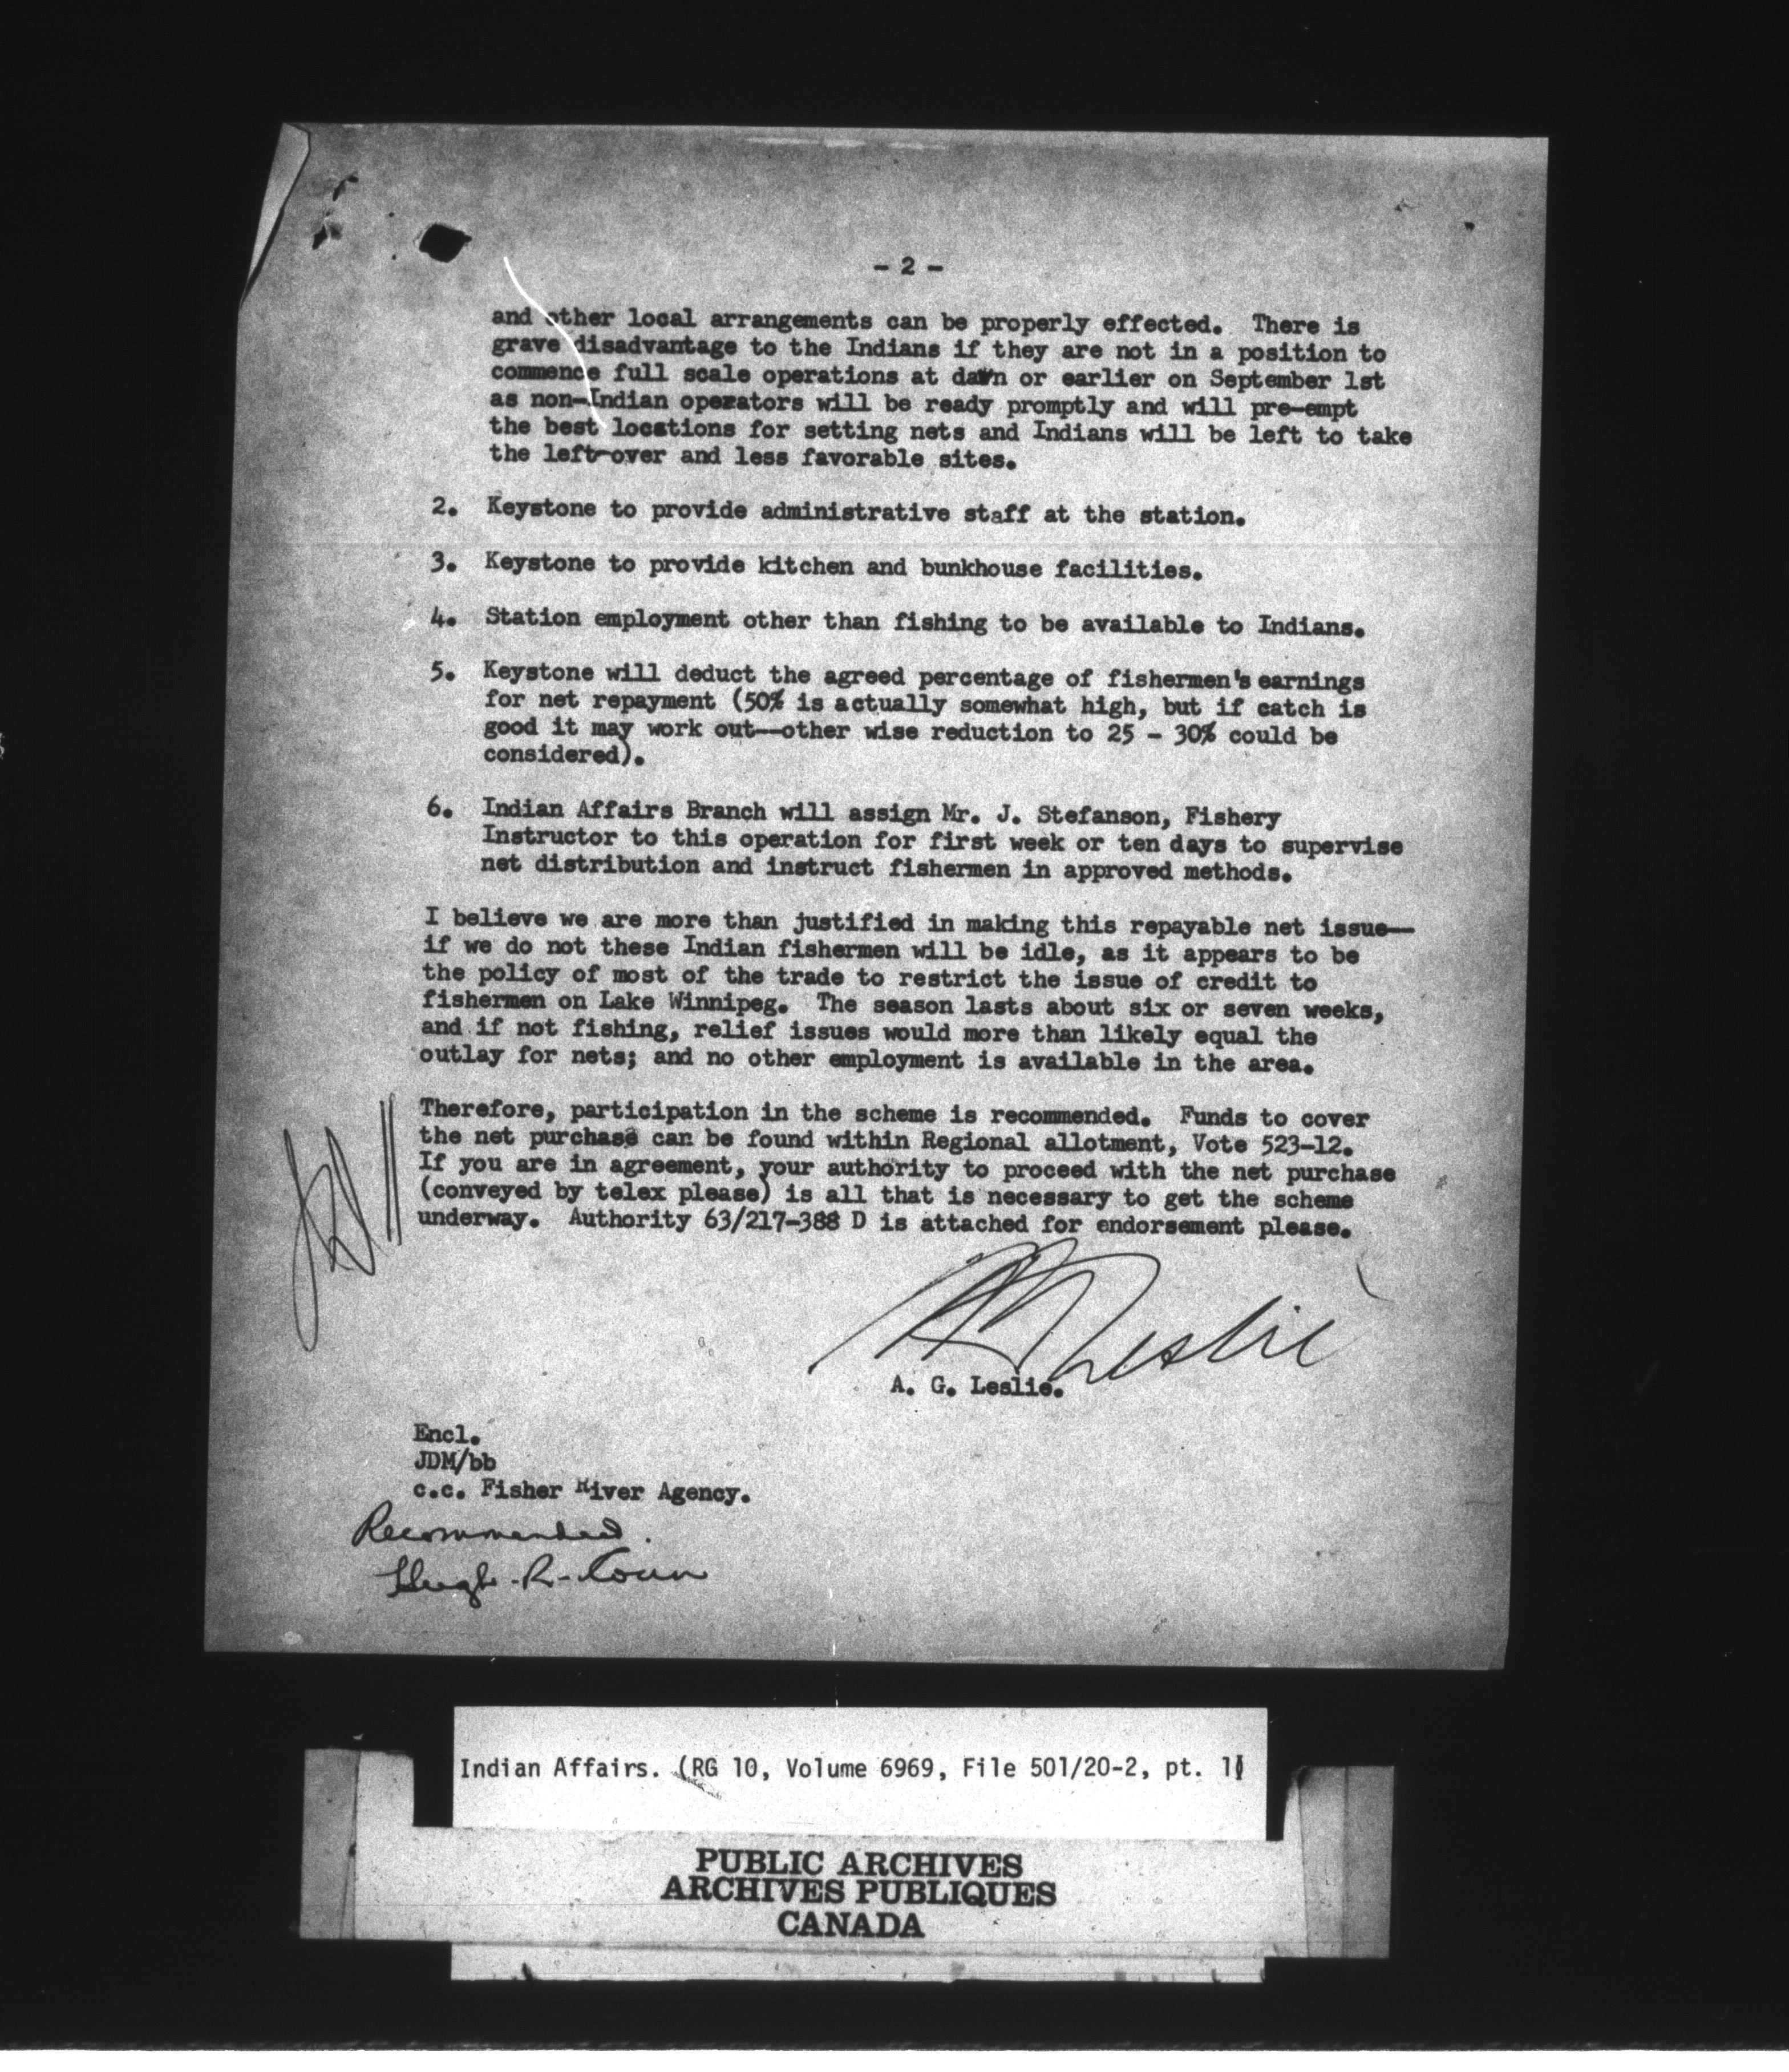 - 2 -
and other local arrangements can be properly effected. There is
grave disadvantage to the Indians if they are not in a position to
commence full scale operations at dawn or earlier on September 1st
as non-Indian operators will be ready promptly and will pre-empt
the best locations for setting nets and Indians will be left to take
the left-over and less favorable sites.
2. Keystone to provide administrative staff at the station.
3. Keystone to provide kitchen and bunkhouse facilities.
4. Station employment other than fishing to be available to Indians.
5. Keystone will deduct the agreed percentage of fishermen's earnings
for net repayment (50% is actually somewhat high, but if catch is
good it may work out--other wise reduction to 25 - 30% could be
considered).
6. Indian Affairs Branch will assign Mr. J. Stefanson, Fishery
Instructor to this operation for first week or ten days to supervise
net distribution and instruct fishermen in approved methods.
I believe we are more than justified in making this repayable net issue--
if we do not these Indian fishermen will be idle, as it appears to be
the policy of most of the trade to restrict the issue of credit to
fishermen on Lake Winnipeg. The season lasts about six or seven weeks,
and if not fishing, relief issues would more than likely equal the
outlay for nets; and no other employment is available in the area.
Therefore, participation in the scheme is recommended. Funds to cover
the net purchase can be found within Regional allotment, Vote 523-12.
If you are in agreement, your authority to proceed with the net purchase
(conveyed by telex please) is all that is necessary to get the scheme
underway. Authority 63/217-388 D is attached for endorsement please.
A G Leslie
A. G. Leslie.
Encl.
JDM/bb
c.c. Fisher River Agency.
Recommended.
Hugh R.
Indian Affairs. (RG 10, Volume 6969, File 501/20-2, pt. 1
PUBLIC ARCHIVES
ARCHIVES PUBLIQUES
CANADA